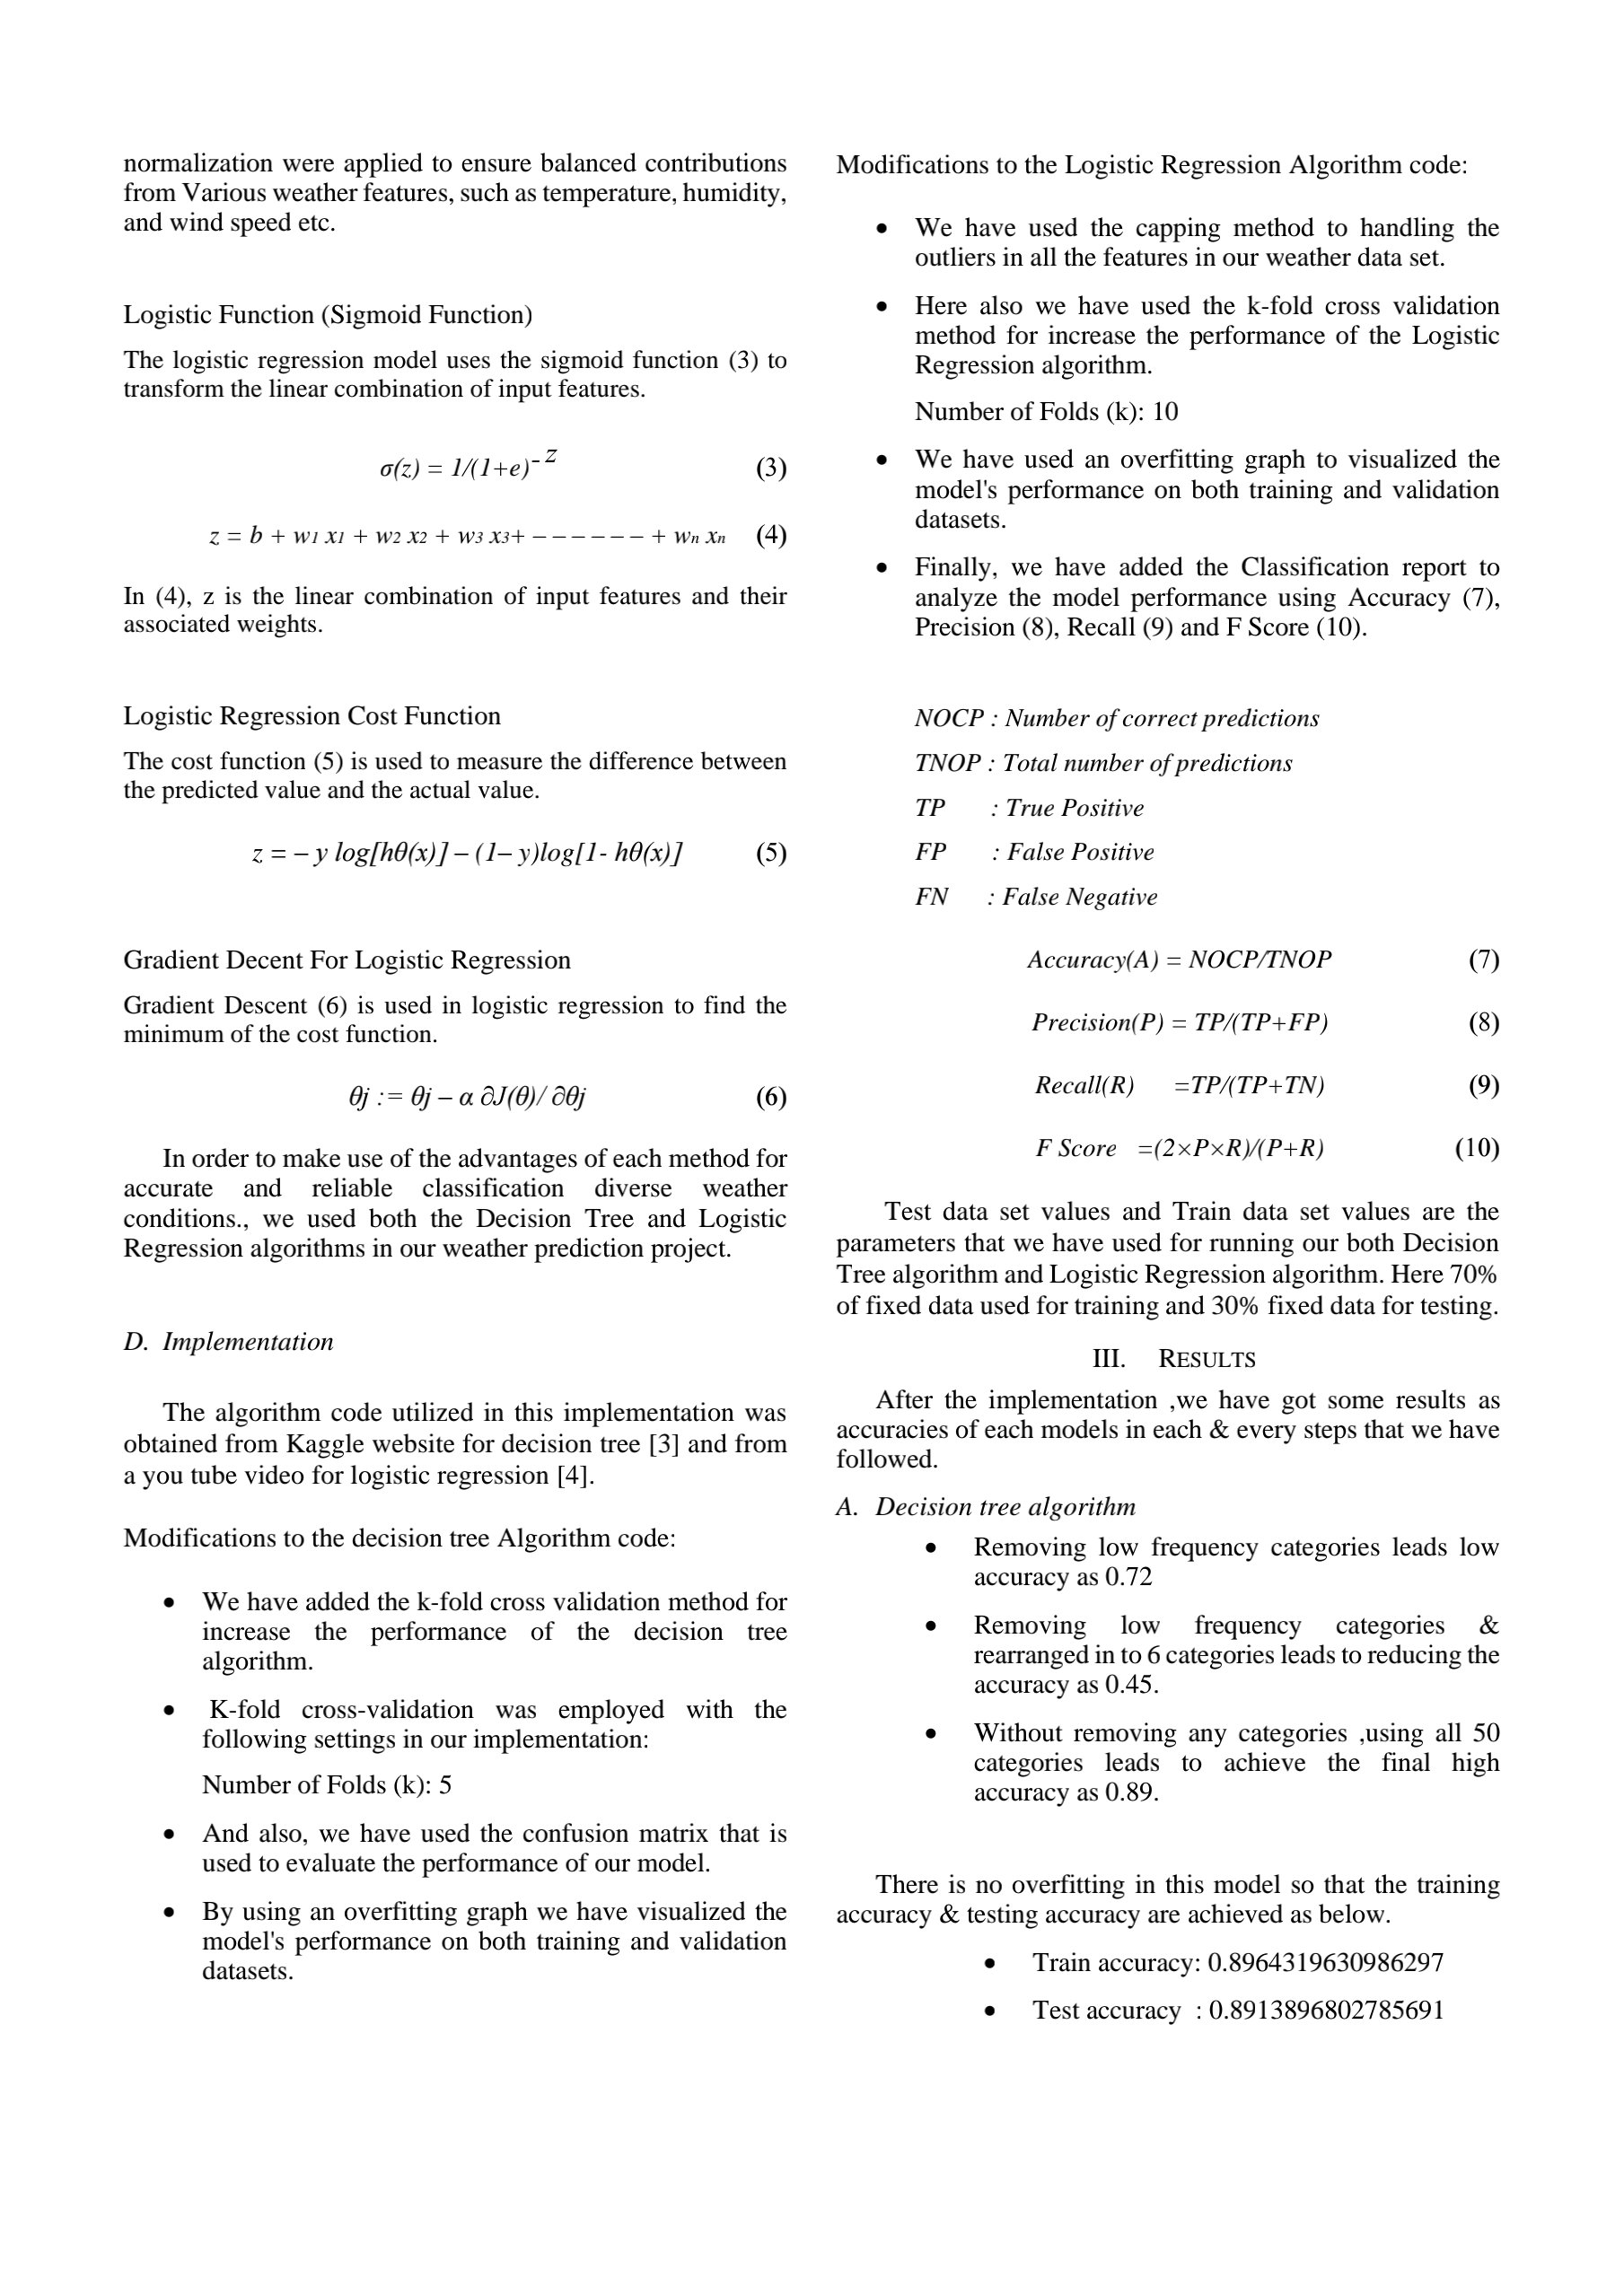 normalization were applied to ensure balanced contributions
from Various weather features, such as temperature, humidity,
and wind speed etc.
Logistic Function (Sigmoid Function)
The logistic regression model uses the sigmoid function (3) to
transform the linear combination of input features.
σ(z) = 1/(1+e)⁻ ᶻ (3)
z = b + w1 x1 + w2 x2 + w3 x3+ – – – – – – + wn xn (4)
In (4), z is the linear combination of input features and their
associated weights.
Logistic Regression Cost Function
The cost function (5) is used to measure the difference between
the predicted value and the actual value.
z = – y log[hθ(x)] – (1– y)log[1- hθ(x)] (5)
Gradient Decent For Logistic Regression
Gradient Descent (6) is used in logistic regression to find the
minimum of the cost function.
θj := θj – α ∂J(θ)/ ∂θj (6)
In order to make use of the advantages of each method for
accurate and reliable classification diverse weather
conditions., we used both the Decision Tree and Logistic
Regression algorithms in our weather prediction project.
D. Implementation
The algorithm code utilized in this implementation was
obtained from Kaggle website for decision tree [3] and from
a you tube video for logistic regression [4].
Modifications to the decision tree Algorithm code:
• We have added the k-fold cross validation method for
increase the performance of the decision tree
algorithm.
• K-fold cross-validation was employed with the
following settings in our implementation:
Number of Folds (k): 5
• And also, we have used the confusion matrix that is
used to evaluate the performance of our model.
• By using an overfitting graph we have visualized the
model's performance on both training and validation
datasets.
Modifications to the Logistic Regression Algorithm code:
• We have used the capping method to handling the
outliers in all the features in our weather data set.
• Here also we have used the k-fold cross validation
method for increase the performance of the Logistic
Regression algorithm.
Number of Folds (k): 10
• We have used an overfitting graph to visualized the
model's performance on both training and validation
datasets.
• Finally, we have added the Classification report to
analyze the model performance using Accuracy (7),
Precision (8), Recall (9) and F Score (10).
NOCP : Number of correct predictions
TNOP : Total number of predictions
TP : True Positive
FP : False Positive
FN : False Negative
Accuracy(A) = NOCP/TNOP (7)
Precision(P) = TP/(TP+FP) (8)
Recall(R) =TP/(TP+TN) (9)
F Score =(2×P×R)/(P+R) (10)
Test data set values and Train data set values are the
parameters that we have used for running our both Decision
Tree algorithm and Logistic Regression algorithm. Here 70%
of fixed data used for training and 30% fixed data for testing.
III. RESULTS
After the implementation ,we have got some results as
accuracies of each models in each & every steps that we have
followed.
A. Decision tree algorithm
• Removing low frequency categories leads low
accuracy as 0.72
• Removing low frequency categories &
rearranged in to 6 categories leads to reducing the
accuracy as 0.45.
• Without removing any categories ,using all 50
categories leads to achieve the final high
accuracy as 0.89.
There is no overfitting in this model so that the training
accuracy & testing accuracy are achieved as below.
• Train accuracy: 0.8964319630986297
• Test accuracy : 0.8913896802785691